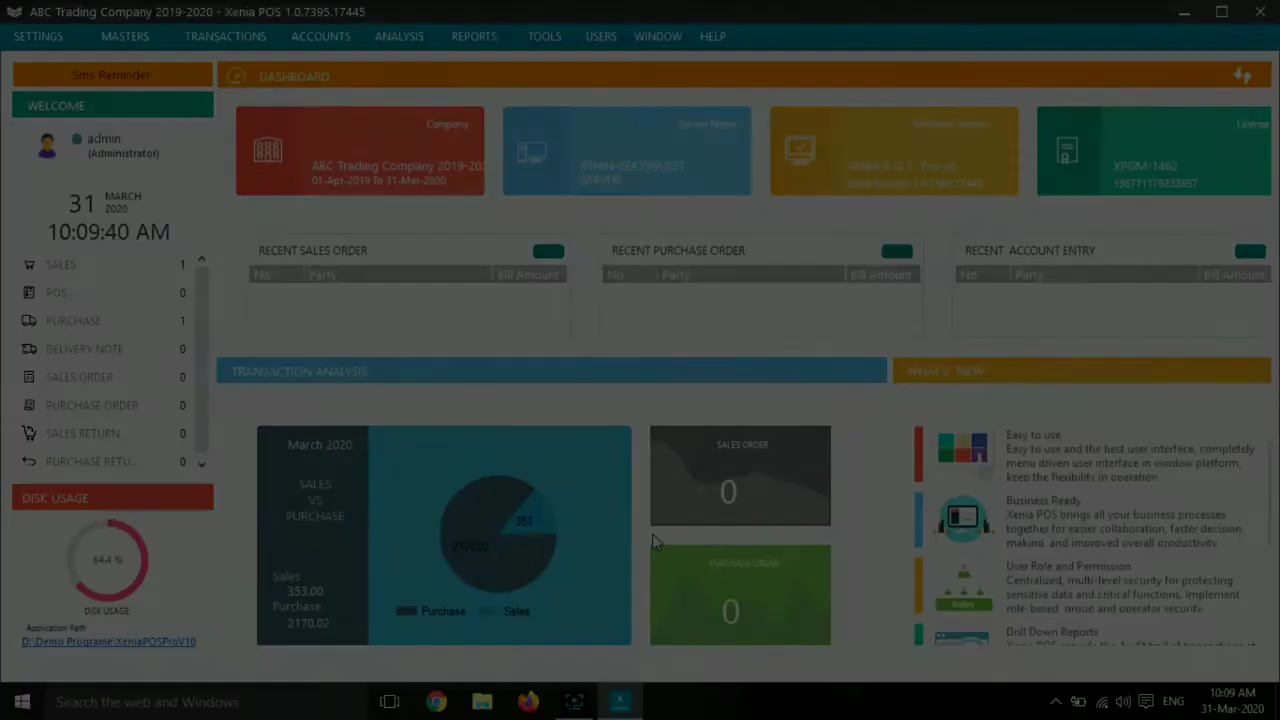 ABC Trading Company 2019-2020 - Xenia POS 1.0.7395.17445
SETTINGS MASTERS TRANSACTIONS ACCOUNTS ANALYSIS REPORTS TOOLS USERS WINDOW HELP
Sms Reminder
WELCOME
admin
(Administrator)
31 MARCH 2020
10:09:40 AM
SALES 1
POS 0
PURCHASE 1
DELIVERY NOTE 0
SALES ORDER 0
PURCHASE ORDER 0
SALES RETURN 0
PURCHASE RETU... 0
DISK USAGE
64.4 %
DISK USAGE
Application Path
D:\Demo Programe\XeniaPOSProV10
DASHBOARD
Company
ABC Trading Company 2019-202
01-Apr-2019 To 31-Mar-2020
Server Name
(SERVER)
License
XPGM-1462
136771176232657
RECENT SALES ORDER
No Party Bill Amount
RECENT PURCHASE ORDER
No Party Bill Amount
RECENT ACCOUNT ENTRY
No Party Bill Amount
TRANSACTION ANALYSIS
March 2020
SALES
VS
PURCHASE
Sales
353.00
Purchase
2170.02
353
2170.02
Purchase Sales
SALES ORDER
0
PURCHASE ORDER
0
WHAT'S NEW
Easy to use
Easy to use and the best user interface, completely
menu driven user interface in window platform,
keep the flexibility in operation.
Business Ready
Xenia POS brings all your business processes
together for easier collaboration, faster decision
making, and improved overall productivity.
User Role and Permission
Centralized, multi-level security for protecting
sensitive data and critical functions. Implement
role-based, group and operator security
Roles
Drill Down Reports
Search the web and Windows
ENG
10:09 AM
31-Mar-2020